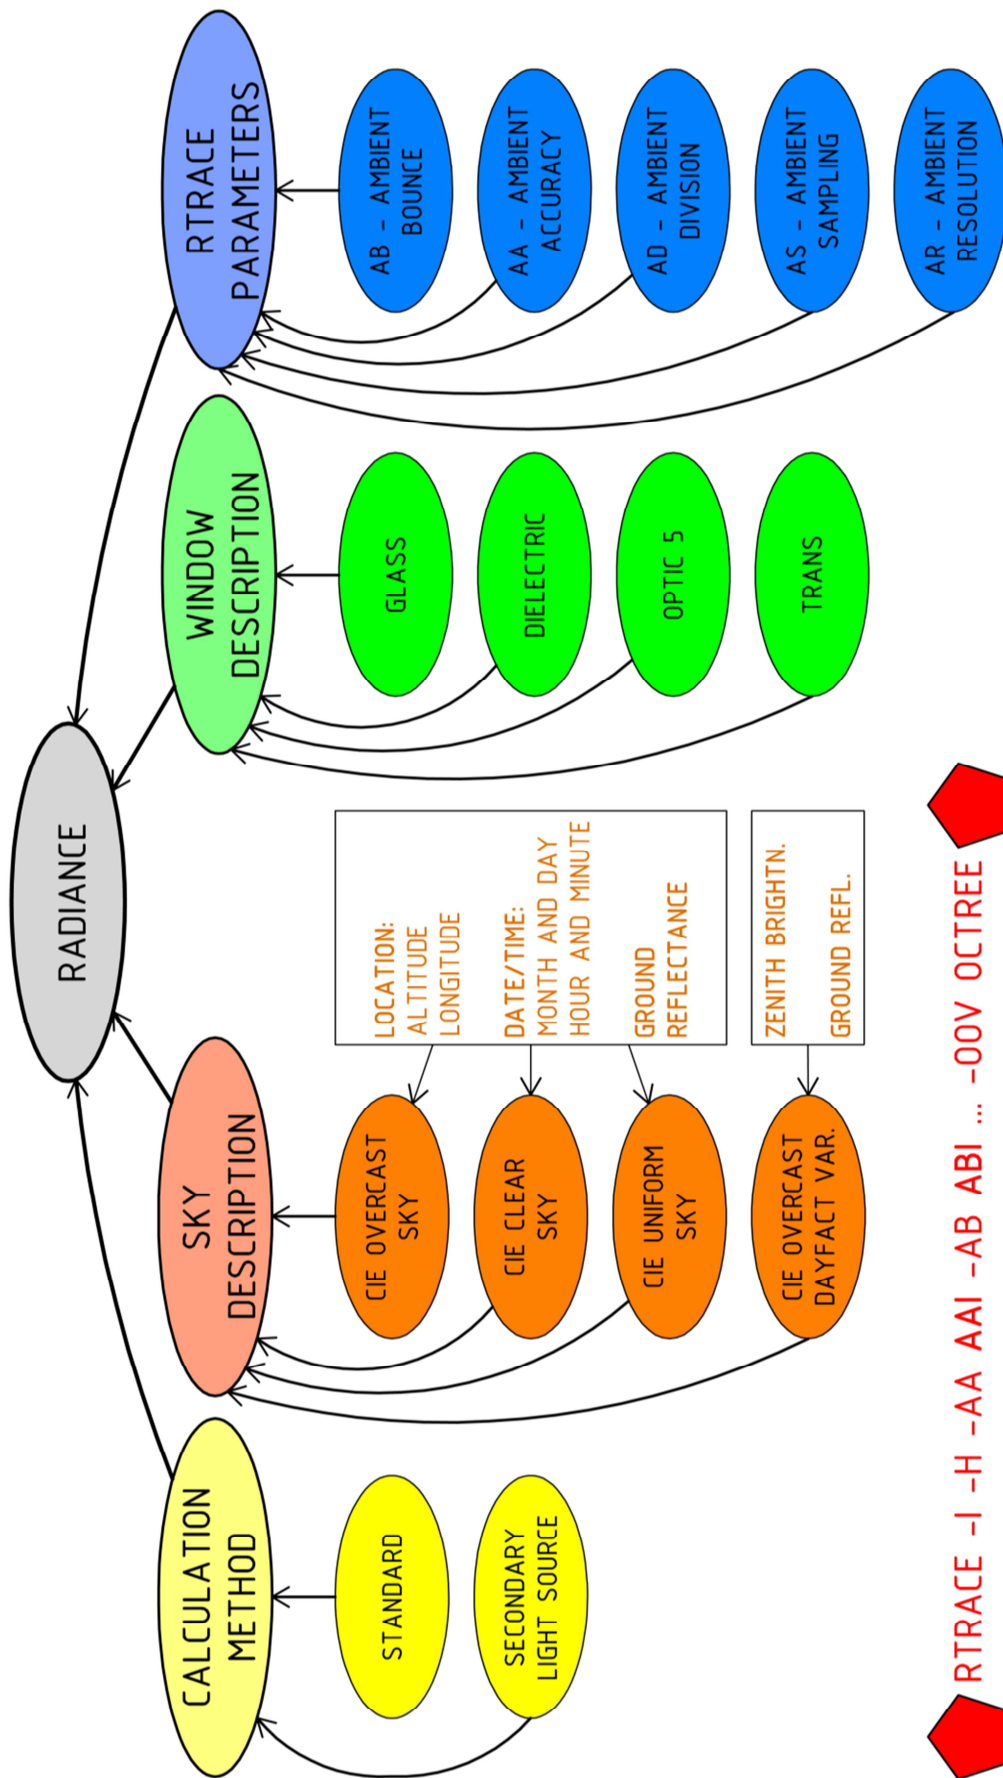 RADIANCE
CALCULATION
METHOD
SKY
DESCRIPTION
WINDOW
DESCRIPTION
RTRACE
PARAMETERS
STANDARD
SECONDARY
LIGHT SOURCE
CIE OVERCAST
SKY
CIE CLEAR
SKY
CIE UNIFORM
SKY
CIE OVERCAST
DAYFACT VAR.
LOCATION:
ALTITUDE
LONGITUDE
DATE/TIME:
MONTH AND DAY
HOUR AND MINUTE
GROUND
REFLECTANCE
ZENITH BRIGHTN.
GROUND REFL.
GLASS
DIELECTRIC
OPTIC 5
TRANS
AB - AMBIENT
BOUNCE
AA - AMBIENT
ACCURACY
AD - AMBIENT
DIVISION
AS - AMBIENT
SAMPLING
AR - AMBIENT
RESOLUTION
RTRACE -I -H -AA AAI -AB ABI ... -OOV OCTREE